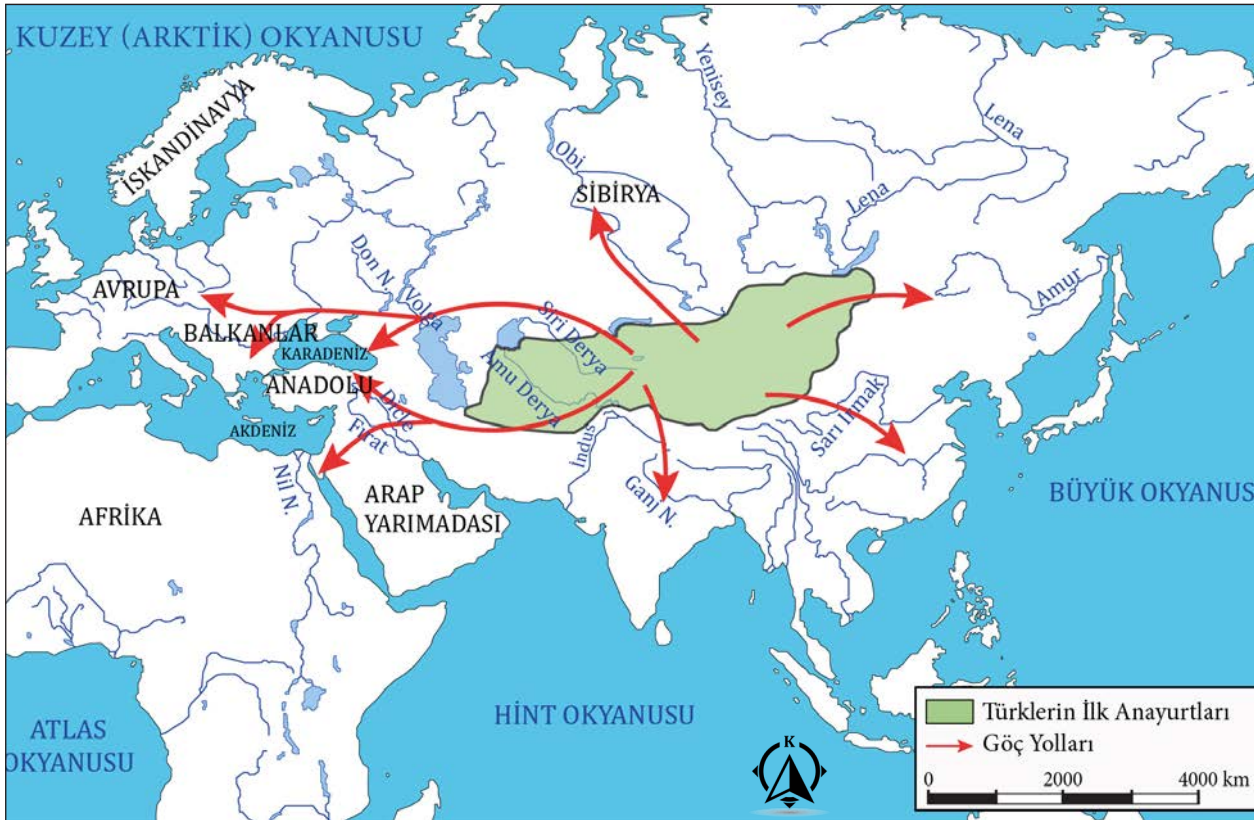 KUZEY (ARKTİK) OKYANUSU
İSKANDİNAVYA
Yenisey
Lena
Obi
SİBİRYA
Lena
AVRUPA
Don N.
Volga
Amur
BALKANLAR
KARADENİZ
Siri Derya
ANADOLU
Amu Derya
Dicle
Fırat
AKDENİZ
Sarı Irmak
İndus
Nil N.
Ganj N.
ARAP
YARIMADASI
AFRİKA
BÜYÜK OKYANUS
HİNT OKYANUSU
ATLAS
OKYANUSU
K
Türklerin İlk Anayurtları
Göç Yolları
0 2000 4000 km